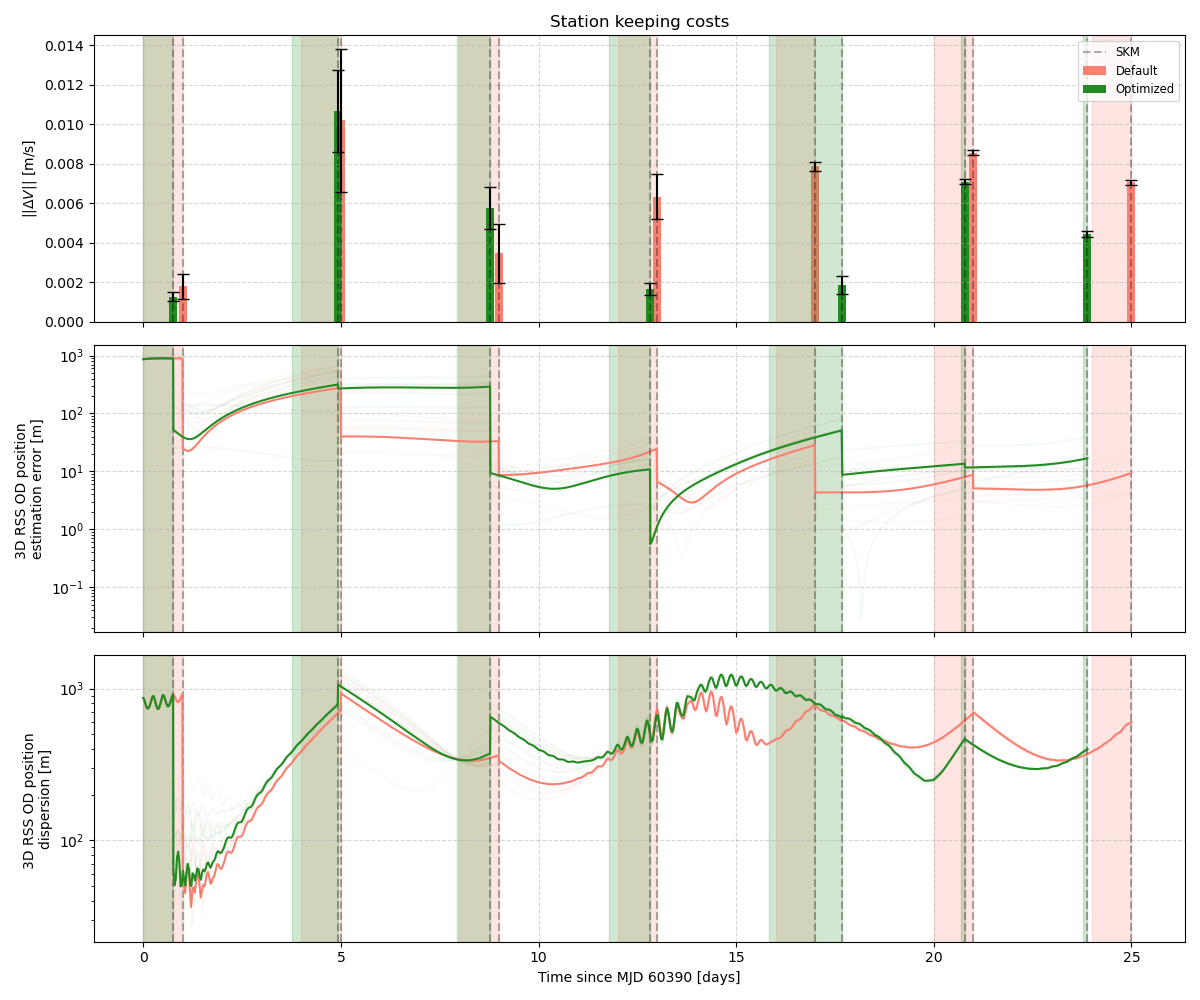 Station keeping costs
0.014
0.012
0.010
0.008
0.006
0.004
0.002
0.000
||ΔV|| [m/s]
SKM
Default
Optimized
10³
10²
10¹
10⁰
10⁻¹
3D RSS OD position
estimation error [m]
10³
10²
3D RSS OD position
dispersion [m]
0
5
10
15
20
25
Time since MJD 60390 [days]